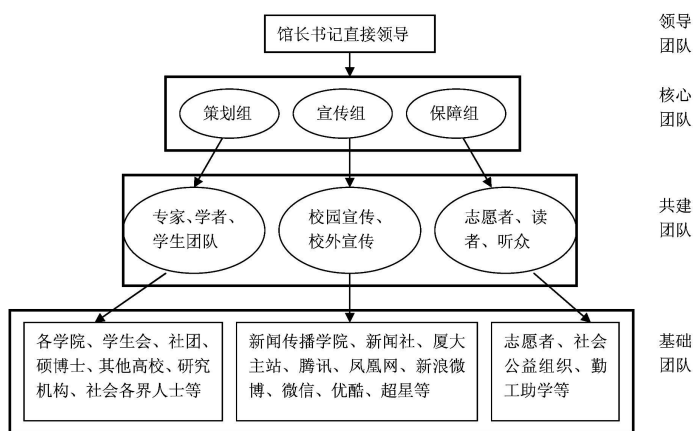 馆长书记直接领导
领导
团队
策划组
宣传组
保障组
核心
团队
专家、学者、
学生团队
校园宣传、
校外宣传
志愿者、读
者、听众
共建
团队
各学院、学生会、社团、
硕博士、其他高校、研究
机构、社会各界人士等
新闻传播学院、新闻社、厦大
主站、腾讯、凤凰网、新浪微
博、微信、优酷、超星等
志愿者、社会
公益组织、勤
工助学等
基础
团队